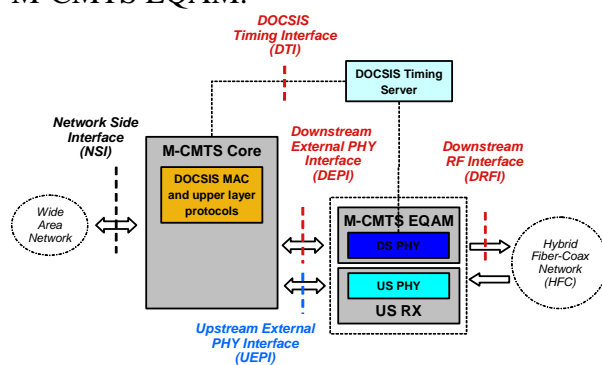 M-CMTS EQAM.
DOCSIS
Timing Interface
(DTI)
DOCSIS Timing
Server
Network Side
Interface
(NSI)
M-CMTS Core
DOCSIS MAC
and upper layer
protocols
Downstream
External PHY
Interface
(DEPI)
Downstream
RF Interface
(DRFI)
Wide
Area
Network
M-CMTS EQAM
DS PHY
US PHY
US RX
Hybrid
Fiber-Coax
Network
(HFC)
Upstream External
PHY Interface
(UEPI)